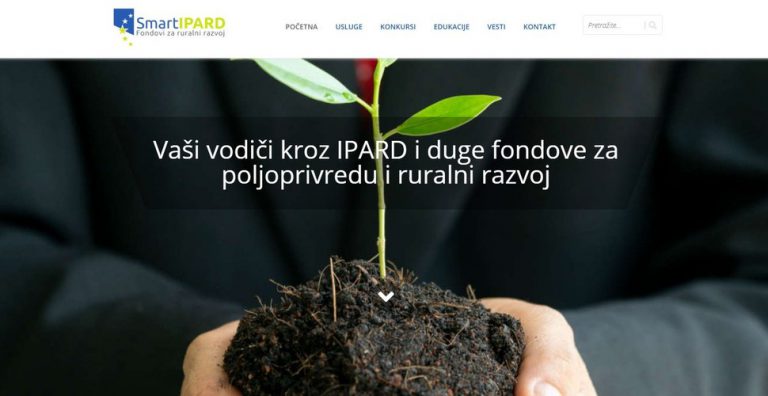 SmartIPARD
Fondovi za ruralni razvoj
POČETNA USLUGE KONKURSI EDUKACIJE VESTI KONTAKT
Pretražite...
Vaši vodiči kroz IPARD i duge fondove za
poljoprivredu i ruralni razvoj